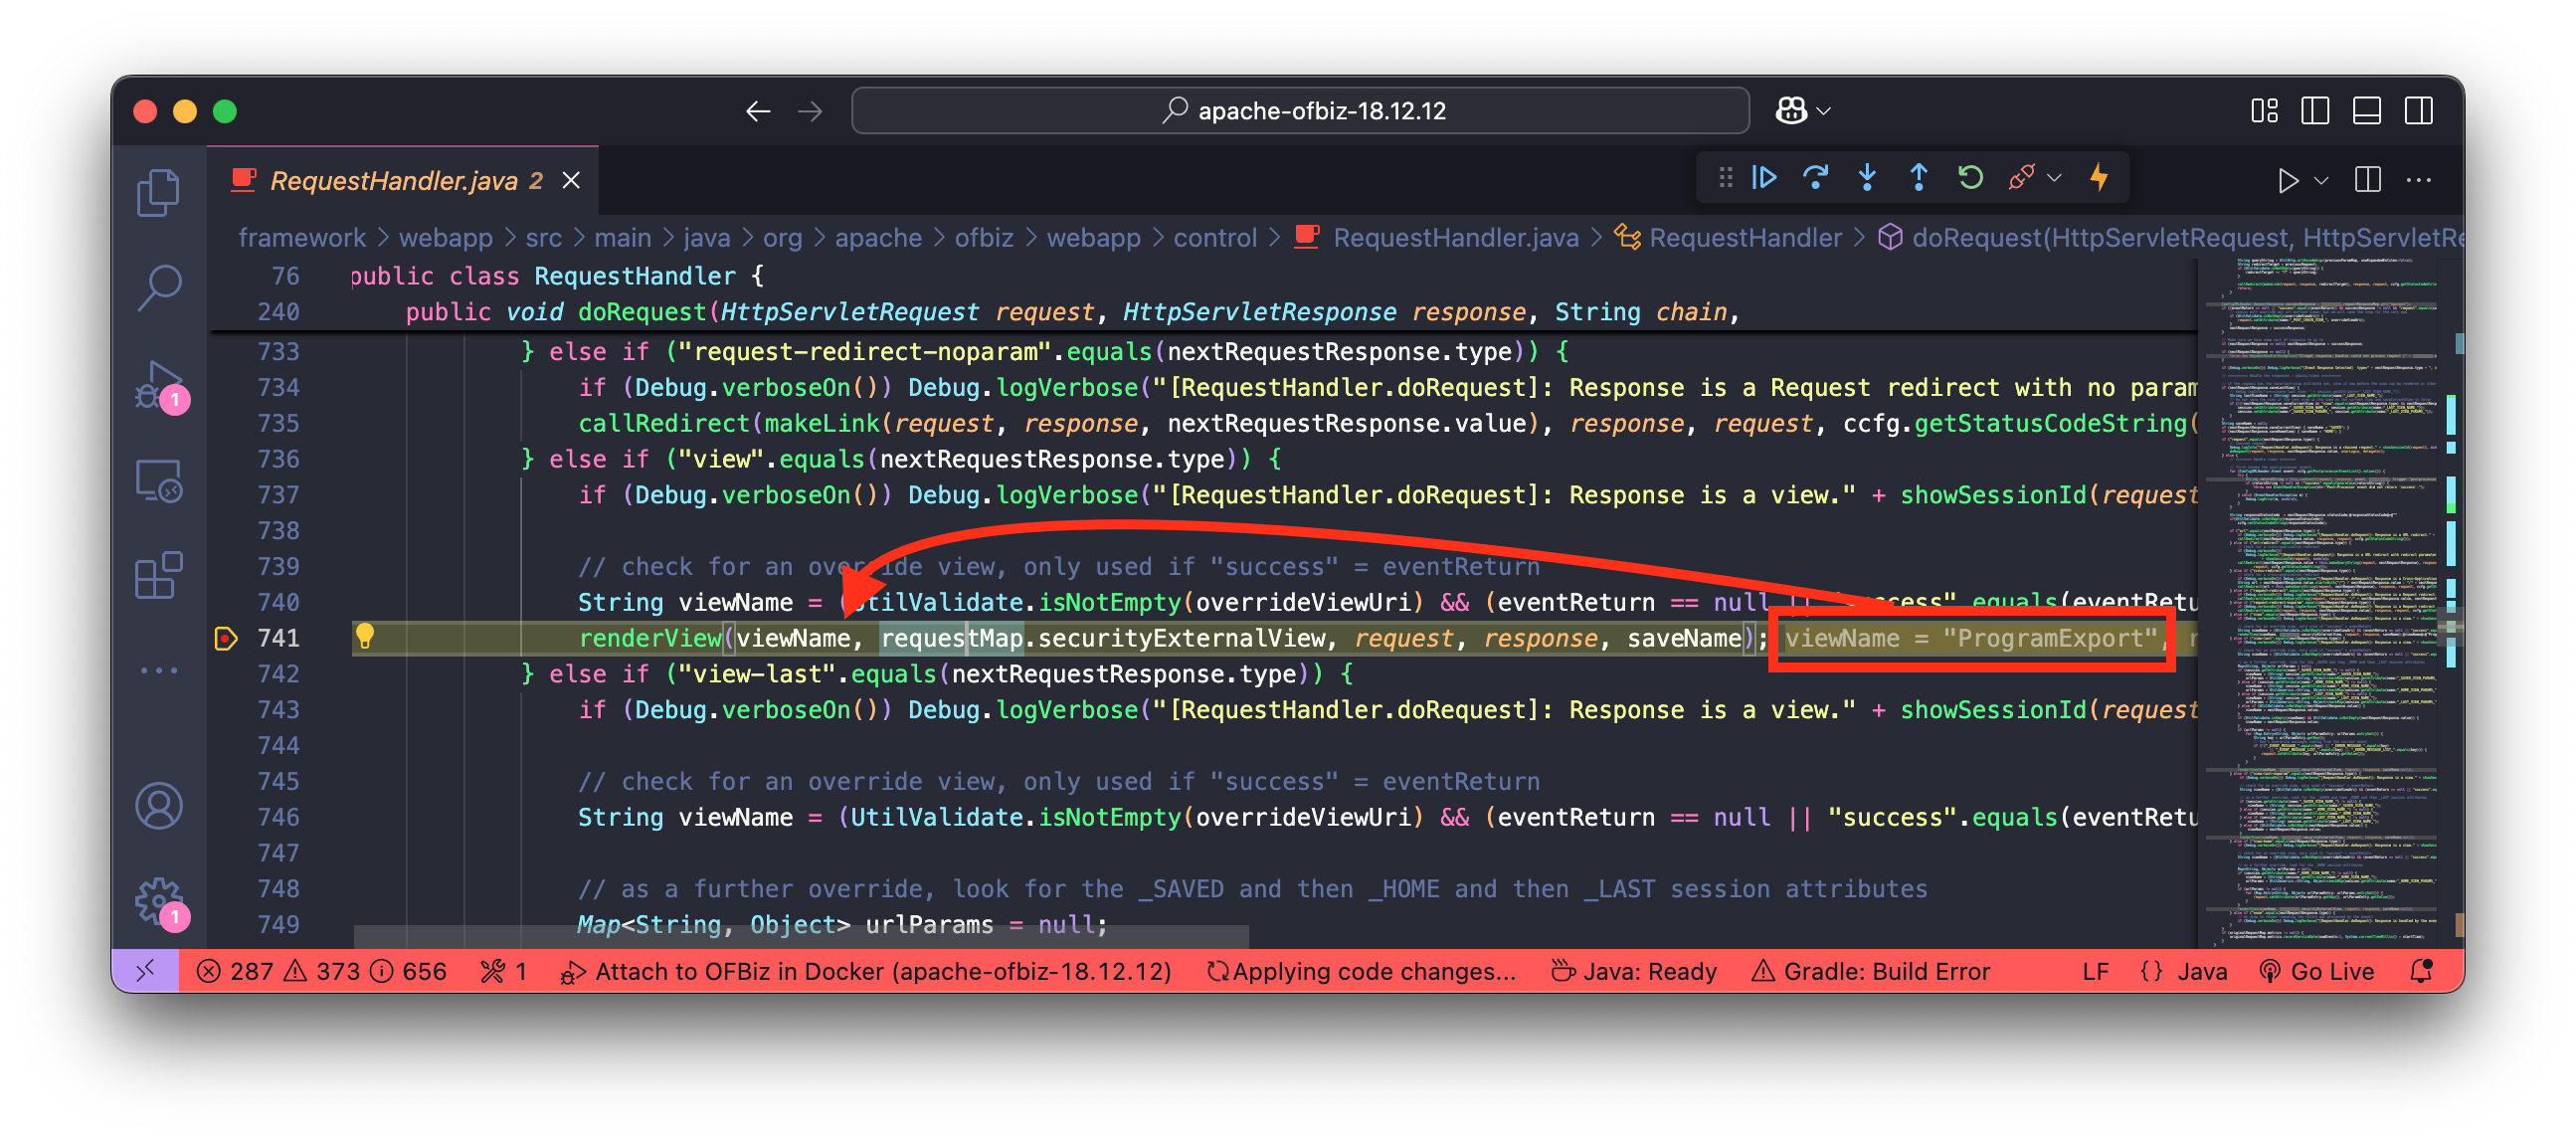 apache-ofbiz-18.12.12
RequestHandler.java 2
framework > webapp > src > main > java > org > apache > ofbiz > webapp > control > RequestHandler.java > RequestHandler > doRequest(HttpServletRequest, HttpServletRe
76 public class RequestHandler {
240 public void doRequest(HttpServletRequest request, HttpServletResponse response, String chain,
733 } else if ("request-redirect-noparam".equals(nextRequestResponse.type)) {
734 if (Debug.verboseOn()) Debug.logVerbose("[RequestHandler.doRequest]: Response is a Request redirect with no param
735 callRedirect(makeLink(request, response, nextRequestResponse.value), response, request, ccfg.getStatusCodeString(
736 } else if ("view".equals(nextRequestResponse.type)) {
737 if (Debug.verboseOn()) Debug.logVerbose("[RequestHandler.doRequest]: Response is a view." + showSessionId(request
738
739 // check for an override view, only used if "success" = eventReturn
740 String viewName = (UtilValidate.isNotEmpty(overrideViewUri) && (eventReturn == null || "success".equals(eventRetu
741 renderView(viewName, requestMap.securityExternalView, request, response, saveName); viewName = "ProgramExport", r
742 } else if ("view-last".equals(nextRequestResponse.type)) {
743 if (Debug.verboseOn()) Debug.logVerbose("[RequestHandler.doRequest]: Response is a view." + showSessionId(request
744
745 // check for an override view, only used if "success" = eventReturn
746 String viewName = (UtilValidate.isNotEmpty(overrideViewUri) && (eventReturn == null || "success".equals(eventRetu
747
748 // as a further override, look for the _SAVED and then _HOME and then _LAST session attributes
749 Map<String, Object> urlParams = null;
1
1
287 373 656 1 Attach to OFBiz in Docker (apache-ofbiz-18.12.12) Applying code changes... Java: Ready Gradle: Build Error LF {} Java Go Live